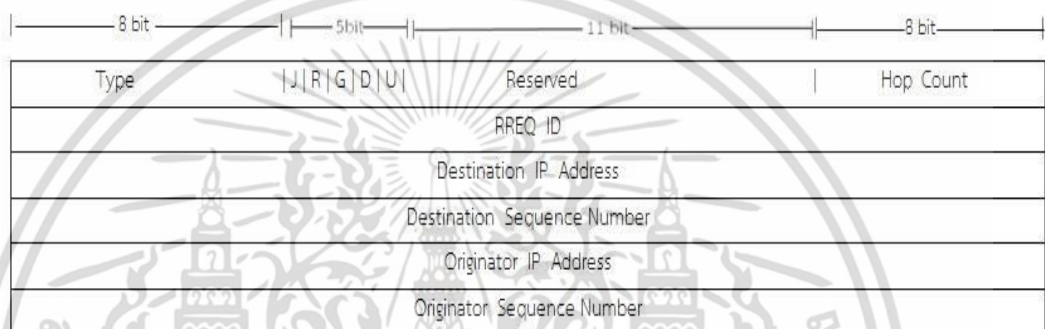 8 bit 5bit 11 bit 8 bit
Type |J|R|G|D|U| Reserved | Hop Count
RREQ ID
Destination IP Address
Destination Sequence Number
Originator IP Address
Originator Sequence Number